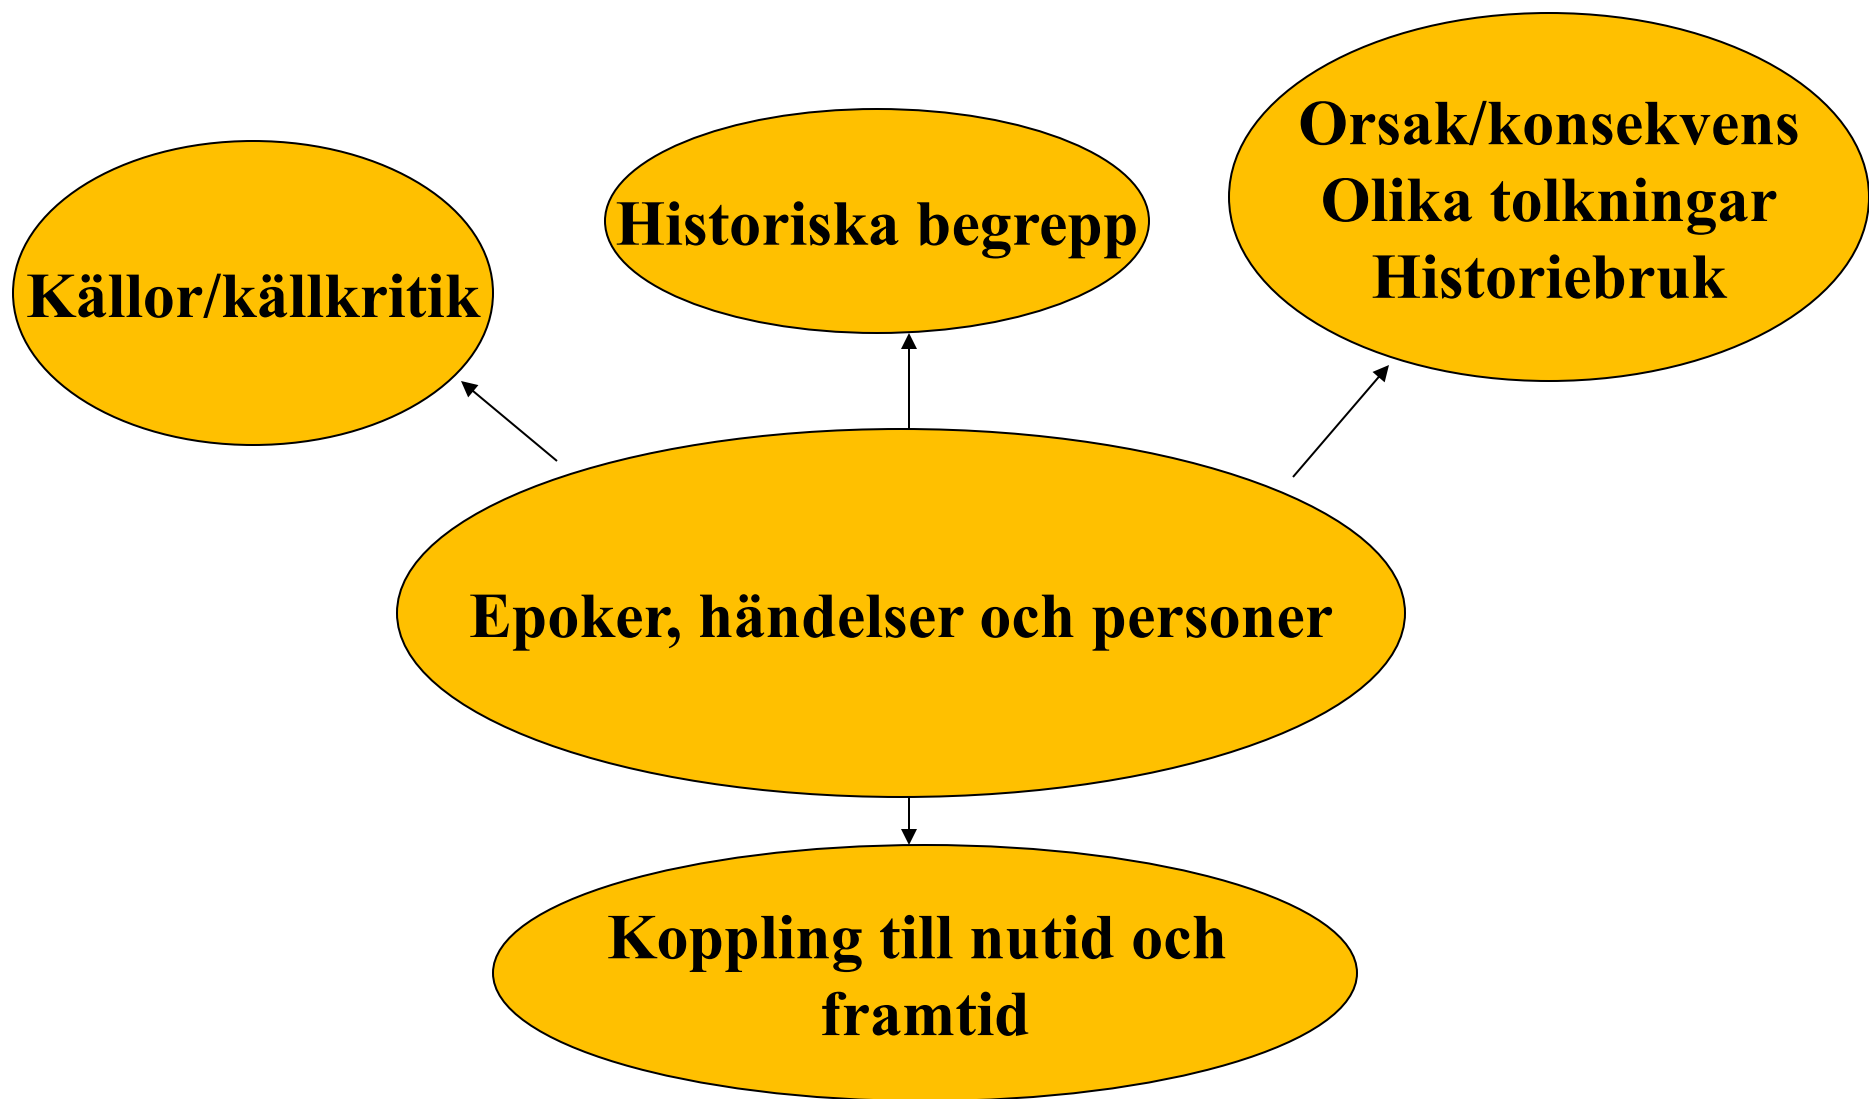 Källor/källkritik
Historiska begrepp
Orsak/konsekvens
Olika tolkningar
Historiebruk
Epoker, händelser och personer
Koppling till nutid och
framtid